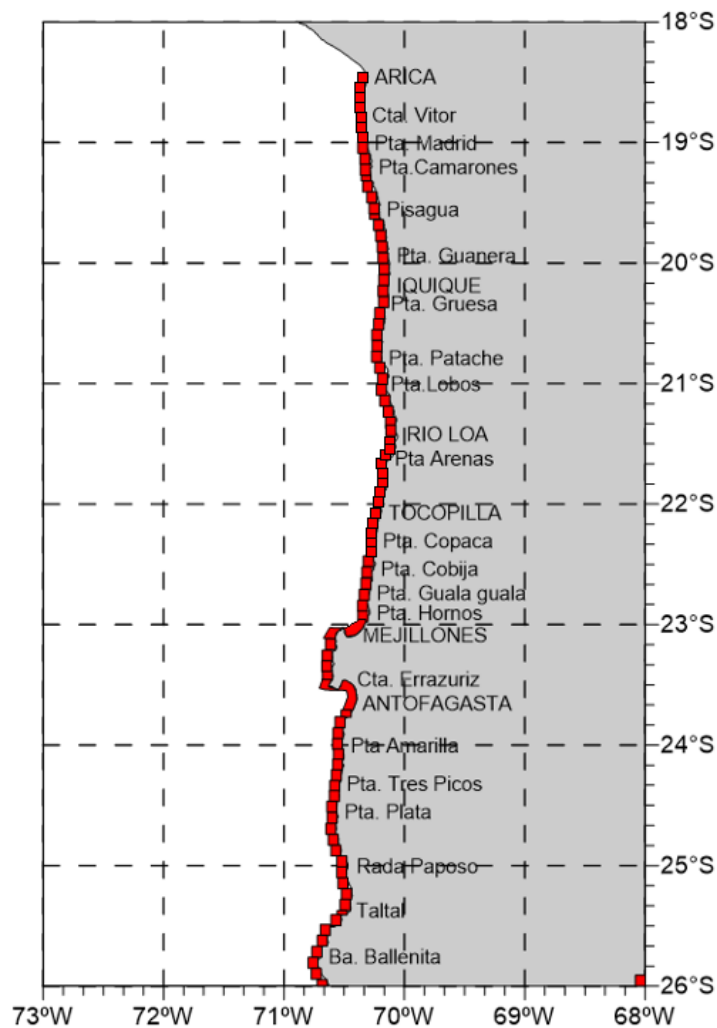 18°S
ARICA
Cta. Vitor
19°S
Pta. Madrid
Pta.Camarones
Pisagua
Pta. Guanera
20°S
IQUIQUE
Pta. Gruesa
Pta. Patache
21°S
Pta.Lobos
RIO LOA
Pta Arenas
22°S
TOCOPILLA
Pta. Copaca
Pta. Cobija
Pta. Guala guala
Pta. Hornos
23°S
MEJILLONES
Cta. Errazuriz
ANTOFAGASTA
24°S
Pta Amarilla
Pta. Tres Picos
Pta. Plata
25°S
Rada Paposo
Taltal
Ba. Ballenita
26°S
73°W 72°W 71°W 70°W 69°W 68°W